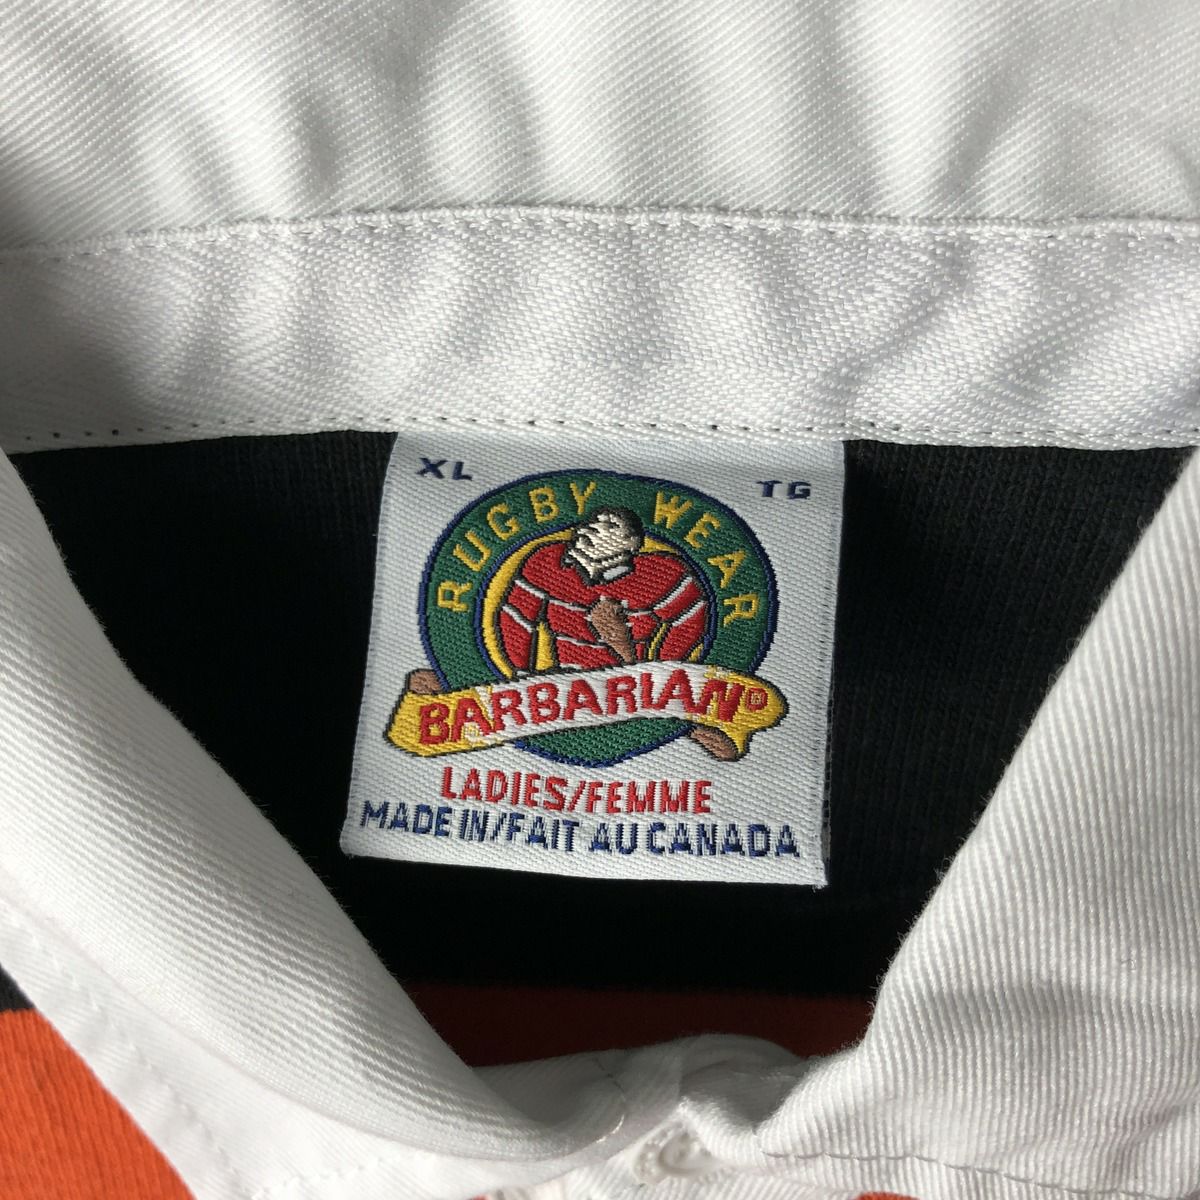 XL TG
RUGBY WEAR
BARBARIAN®
LADIES/FEMME
MADE IN/FAIT AU CANADA